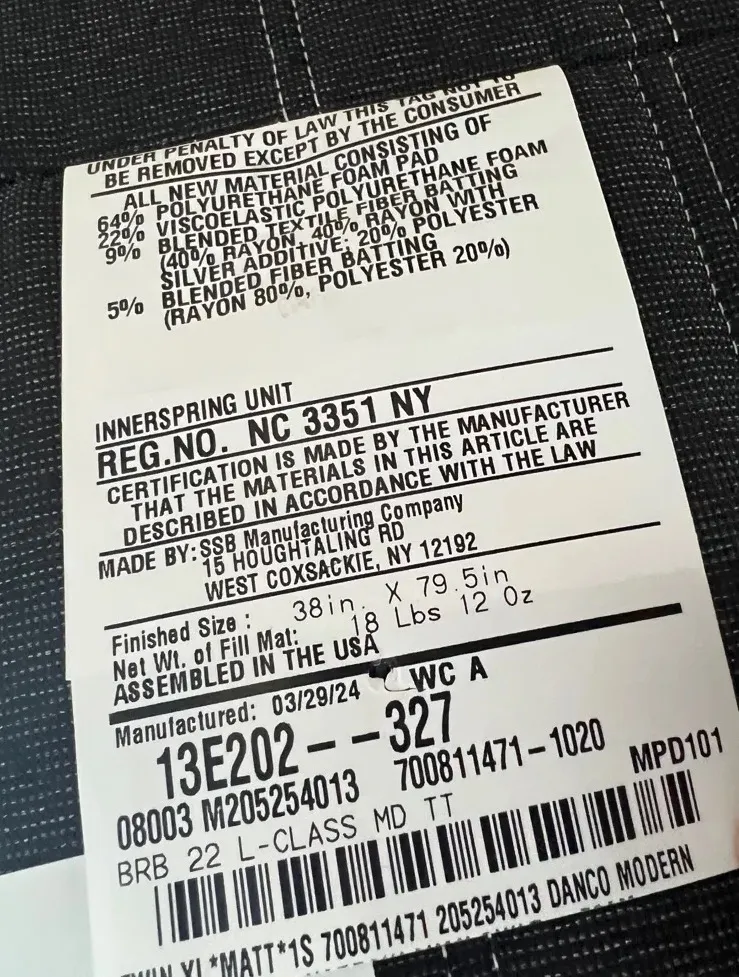 UNDER PENALTY OF LAW THIS TAG NOT TO
BE REMOVED EXCEPT BY THE CONSUMER
ALL NEW MATERIAL CONSISTING OF
64% POLYURETHANE FOAM PAD
22% VISCOELASTIC POLYURETHANE FOAM
9% BLENDED TEXTILE FIBER BATTING
(40% RAYON, 40% RAYON WITH
SILVER ADDITIVE; 20% POLYESTER
5% BLENDED FIBER BATTING
(RAYON 80%, POLYESTER 20%)
INNERSPRING UNIT
REG.NO. NC 3351 NY
CERTIFICATION IS MADE BY THE MANUFACTURER
THAT THE MATERIALS IN THIS ARTICLE ARE
DESCRIBED IN ACCORDANCE WITH THE LAW
MADE BY: SSB Manufacturing Company
15 HOUGHTALING RD
WEST COXSACKIE, NY 12192
Finished Size : 38in. X 79.5in
Net Wt. of Fill Mat: 18 Lbs 12 Oz
ASSEMBLED IN THE USA
Manufactured: 03/29/24 WC A
13E202--327
08003 M205254013 700811471-1020
BRB 22 L-CLASS MD TT MPD101
XL *MATT*1S 700811471 205254013 DANCO MODERN